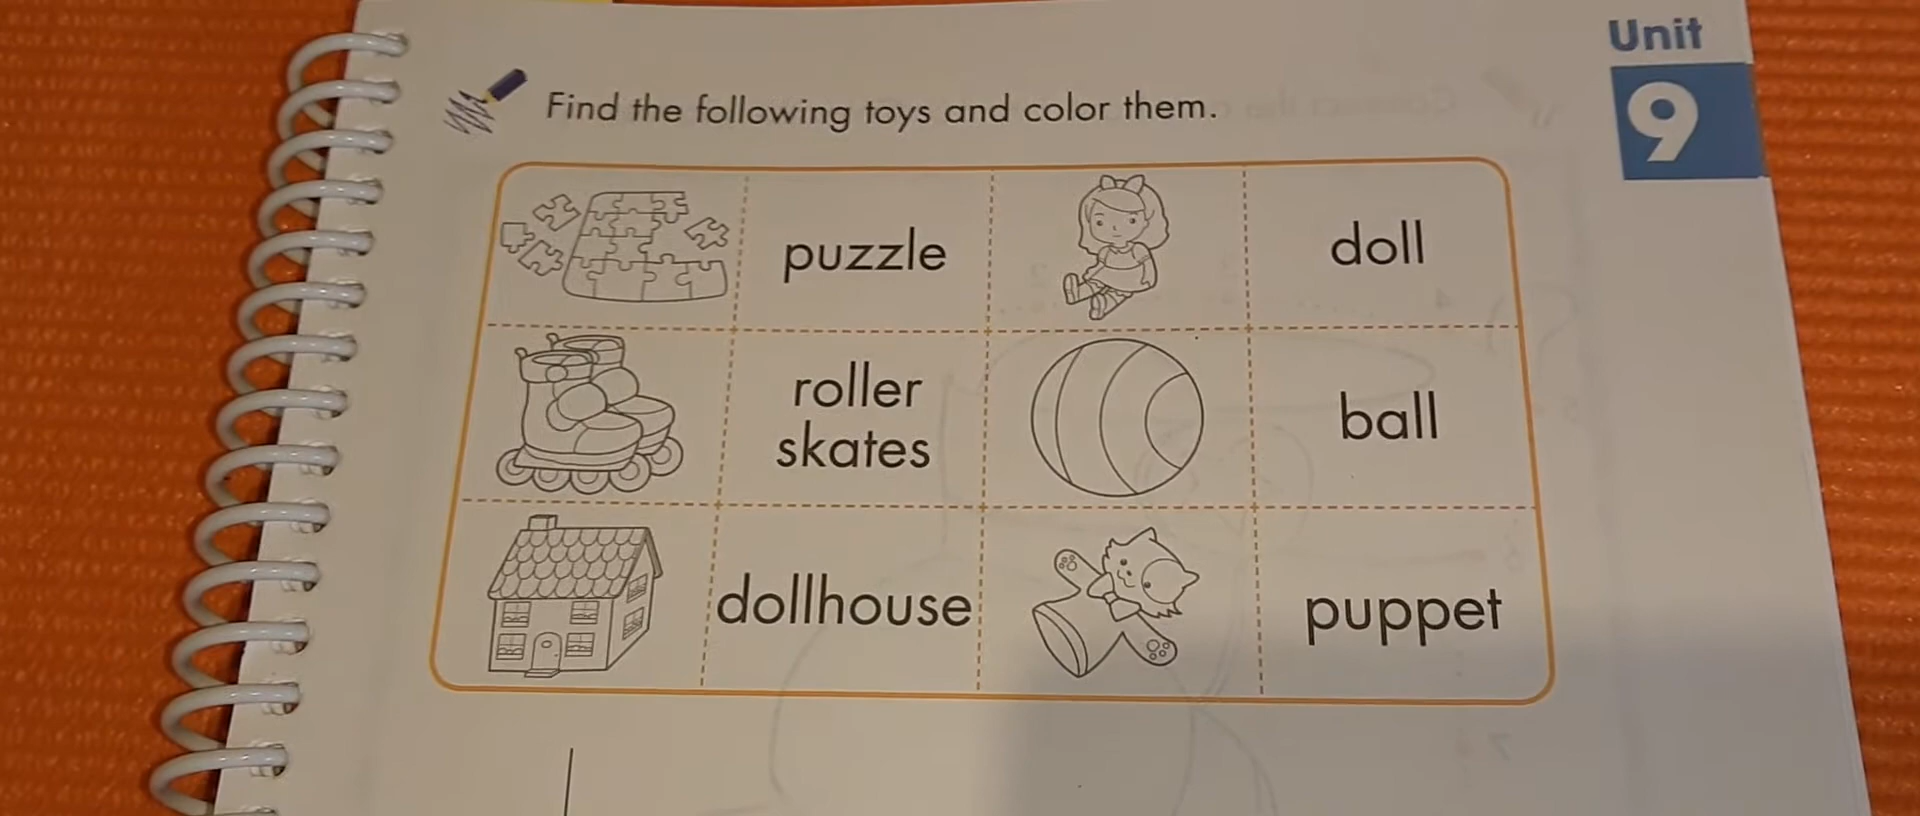 Unit
9
Find the following toys and color them.
puzzle
doll
roller
skates
ball
dollhouse
puppet